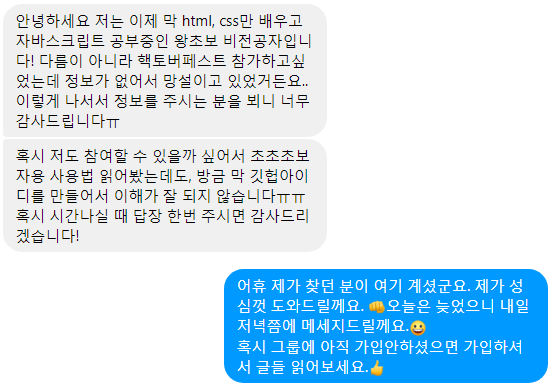 안녕하세요 저는 이제 막 html, css만 배우고
자바스크립트 공부중인 왕초보 비전공자입니
다! 다름이 아니라 핵토버페스트 참가하고싶
었는데 정보가 없어서 망설이고 있었거든요..
이렇게 나서서 정보를 주시는 분을 뵈니 너무
감사드립니다ㅠ
혹시 저도 참여할 수 있을까 싶어서 초초초보
자용 사용법 읽어봤는데도, 방금 막 깃헙아이
디를 만들어서 이해가 잘 되지 않습니다ㅠㅠ
혹시 시간나실 때 답장 한번 주시면 감사드리
겠습니다!
어휴 제가 찾던 분이 여기 계셨군요. 제가 성
심껏 도와드릴께요. 👊오늘은 늦었으니 내일
저녁쯤에 메세지드릴께요.😀
혹시 그룹에 아직 가입안하셨으면 가입하셔
서 글들 읽어보세요.👍